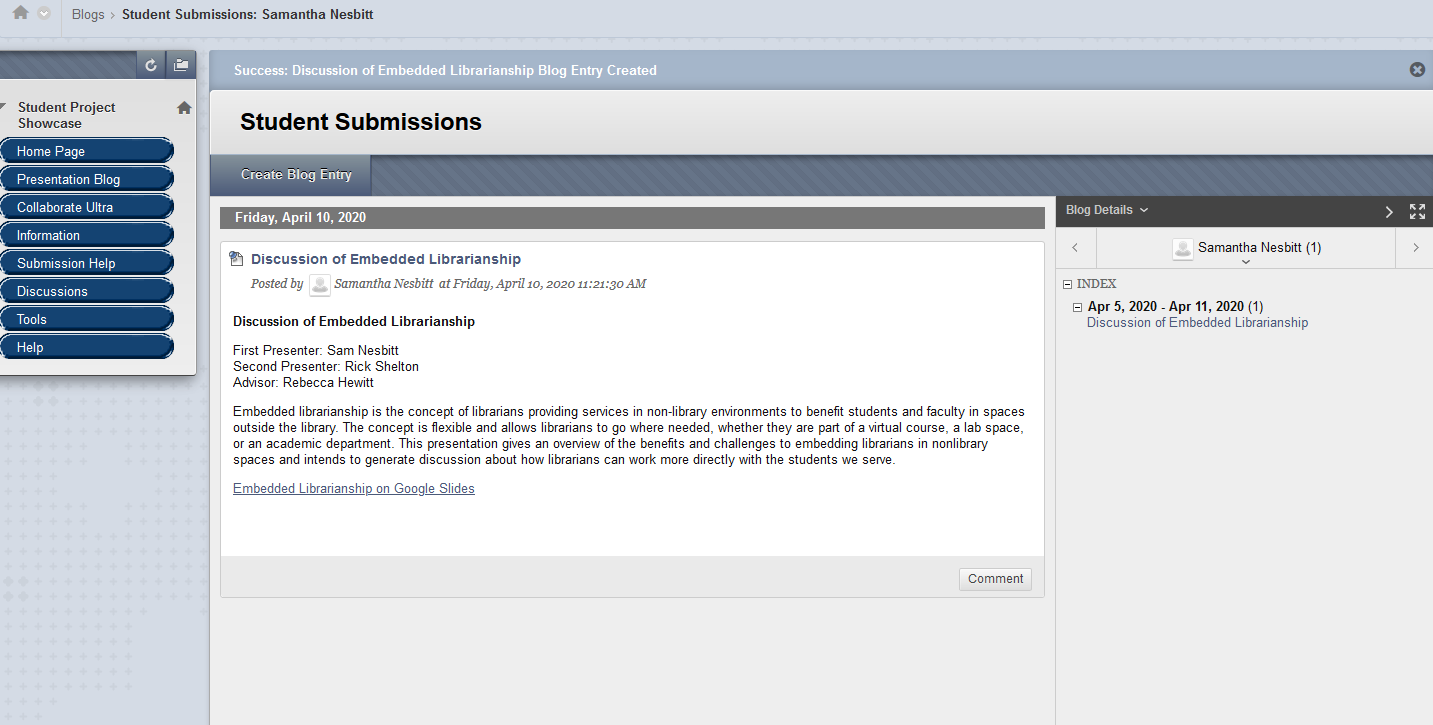 Blogs › Student Submissions: Samantha Nesbitt
Student Project
Showcase
Home Page
Presentation Blog
Collaborate Ultra
Information
Submission Help
Discussions
Tools
Help
Success: Discussion of Embedded Librarianship Blog Entry Created
Student Submissions
Create Blog Entry
Friday, April 10, 2020
Discussion of Embedded Librarianship
Posted by Samantha Nesbitt at Friday, April 10, 2020 11:21:30 AM
Discussion of Embedded Librarianship
First Presenter: Sam Nesbitt
Second Presenter: Rick Shelton
Advisor: Rebecca Hewitt
Embedded librarianship is the concept of librarians providing services in non-library environments to benefit students and faculty in spaces
outside the library. The concept is flexible and allows librarians to go where needed, whether they are part of a virtual course, a lab space,
or an academic department. This presentation gives an overview of the benefits and challenges to embedding librarians in nonlibrary
spaces and intends to generate discussion about how librarians can work more directly with the students we serve.
Embedded Librarianship on Google Slides
Comment
Blog Details
Samantha Nesbitt (1)
INDEX
Apr 5, 2020 - Apr 11, 2020 (1)
Discussion of Embedded Librarianship